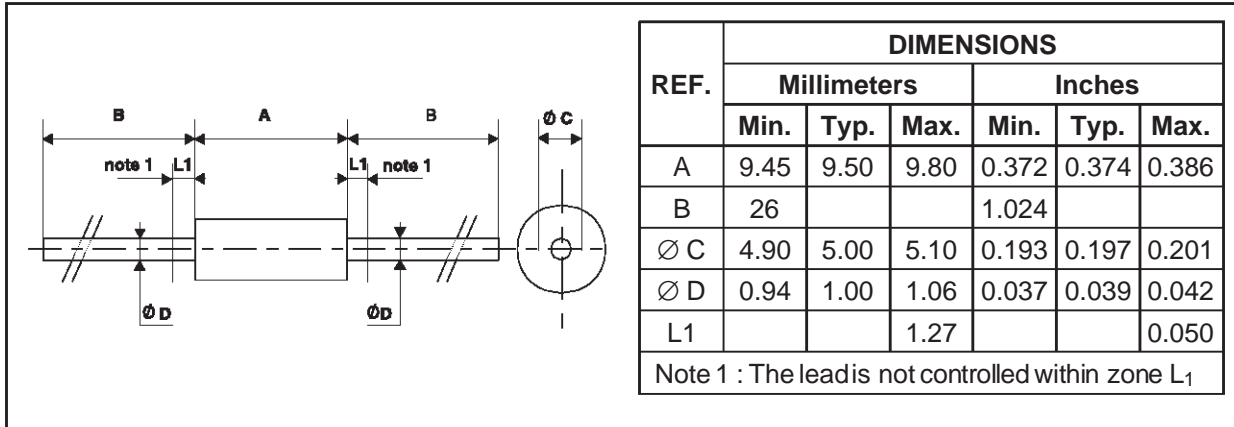 B A B Ø C
note 1 L1 L1 note 1
Ø D ØD
REF. DIMENSIONS
Millimeters Inches
Min. Typ. Max. Min. Typ. Max.
A 9.45 9.50 9.80 0.372 0.374 0.386
B 26 1.024
∅ C 4.90 5.00 5.10 0.193 0.197 0.201
∅ D 0.94 1.00 1.06 0.037 0.039 0.042
L1 1.27 0.050
Note 1 : The lead is not controlled within zone L1